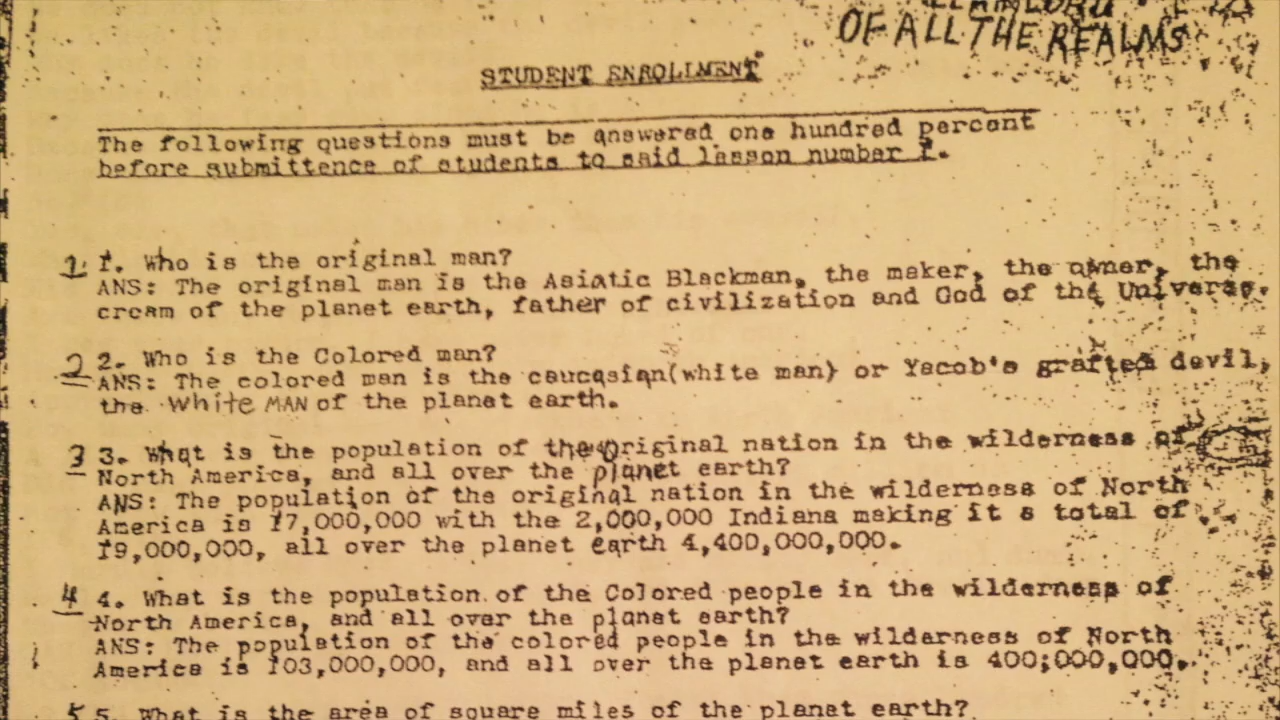 OF ALL THE REALMS
STUDENT ENROLLMENT
The following questions must be answered one hundred percent
before submittence of students to said lesson number 1.
1. 1. Who is the original man?
ANS: The original man is the Asiatic Blackman, the maker, the owner, the
cream of the planet earth, father of civilization and God of the Universe.
2 2. Who is the Colored man?
ANS: The colored man is the caucasian(white man) or Yacob's grafted devil,
the white MAN of the planet earth.
3 3. What is the population of the Original nation in the wilderness of
North America, and all over the planet earth?
ANS: The population of the original nation in the wilderness of North
America is 17,000,000 with the 2,000,000 Indians making it a total of
19,000,000, all over the planet earth 4,400,000,000.
4 4. What is the population of the Colored people in the wilderness of
North America, and all over the planet earth?
ANS: The population of the colored people in the wilderness of North
America is 103,000,000, and all over the planet earth is 400,000,000.
5 5. What is the area of square miles of the planet earth?